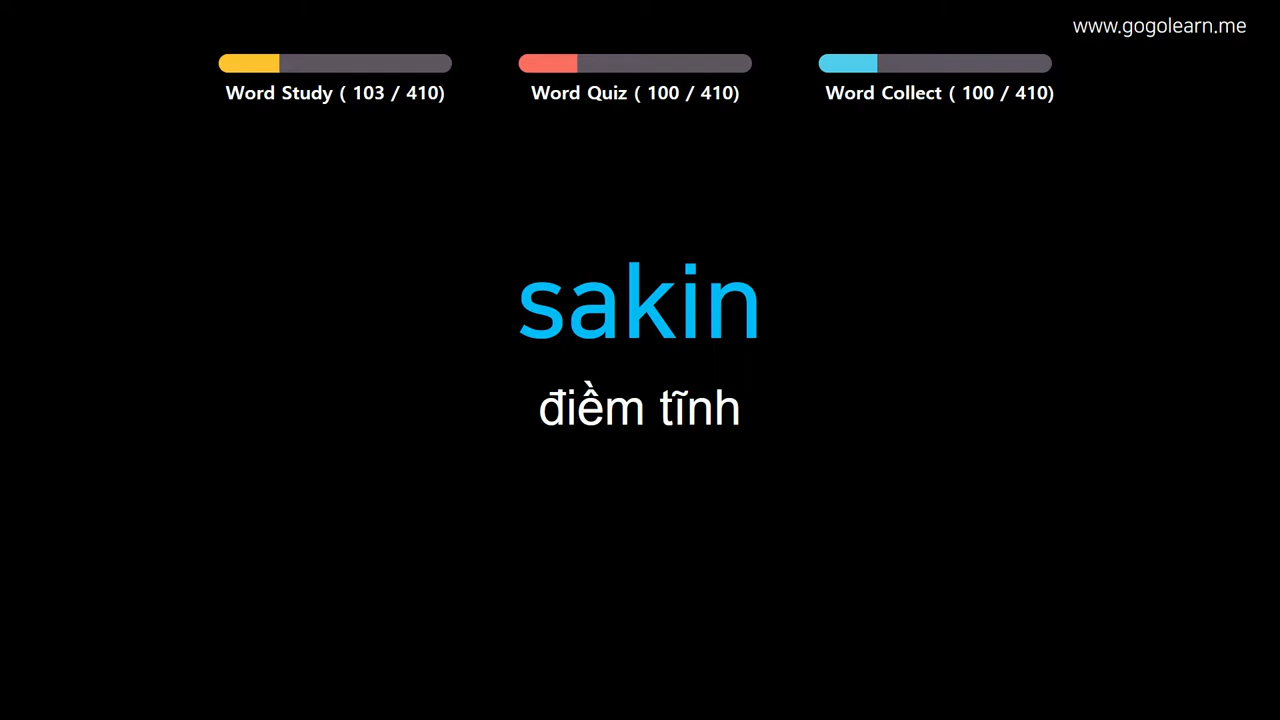 www.gogolearn.me
Word Study ( 103 / 410)
Word Quiz ( 100 / 410)
Word Collect ( 100 / 410)
sakin
điềm tĩnh